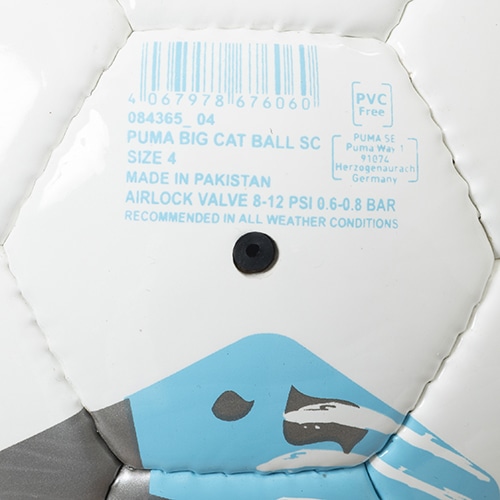 4 067978 676060
084365_04
PUMA BIG CAT BALL SC
SIZE 4
MADE IN PAKISTAN
AIRLOCK VALVE 8-12 PSI 0.6-0.8 BAR
RECOMMENDED IN ALL WEATHER CONDITIONS
PVC
Free
PUMA SE
Puma Way 1
91074
Herzogenaurach
Germany